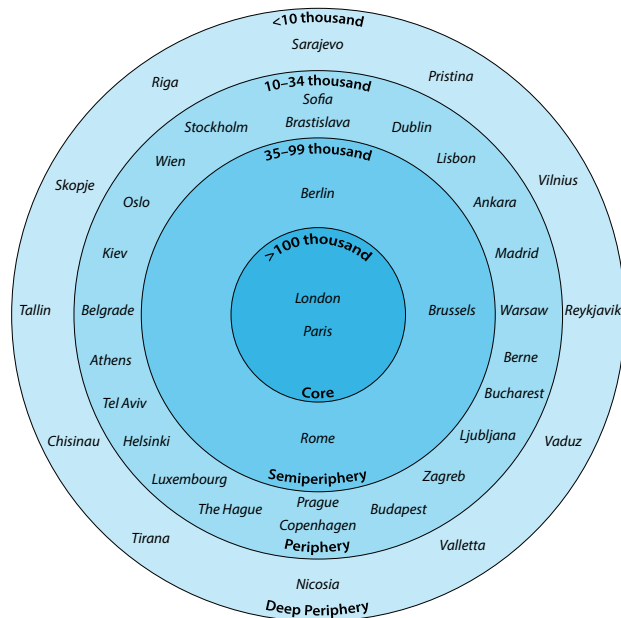 <10 thousand
Sarajevo
Riga
Pristina
10–34 thousand
Sofia
Stockholm
Brastislava
Dublin
35–99 thousand
Wien
Lisbon
Skopje
Vilnius
Oslo
Berlin
Ankara
>100 thousand
Kiev
Madrid
London
Tallin
Belgrade
Brussels
Warsaw
Reykjavik
Paris
Athens
Berne
Core
Bucharest
Tel Aviv
Chisinau
Helsinki
Rome
Ljubljana
Vaduz
Semiperiphery
Luxembourg
Zagreb
The Hague
Prague
Budapest
Copenhagen
Tirana
Periphery
Valletta
Nicosia
Deep Periphery